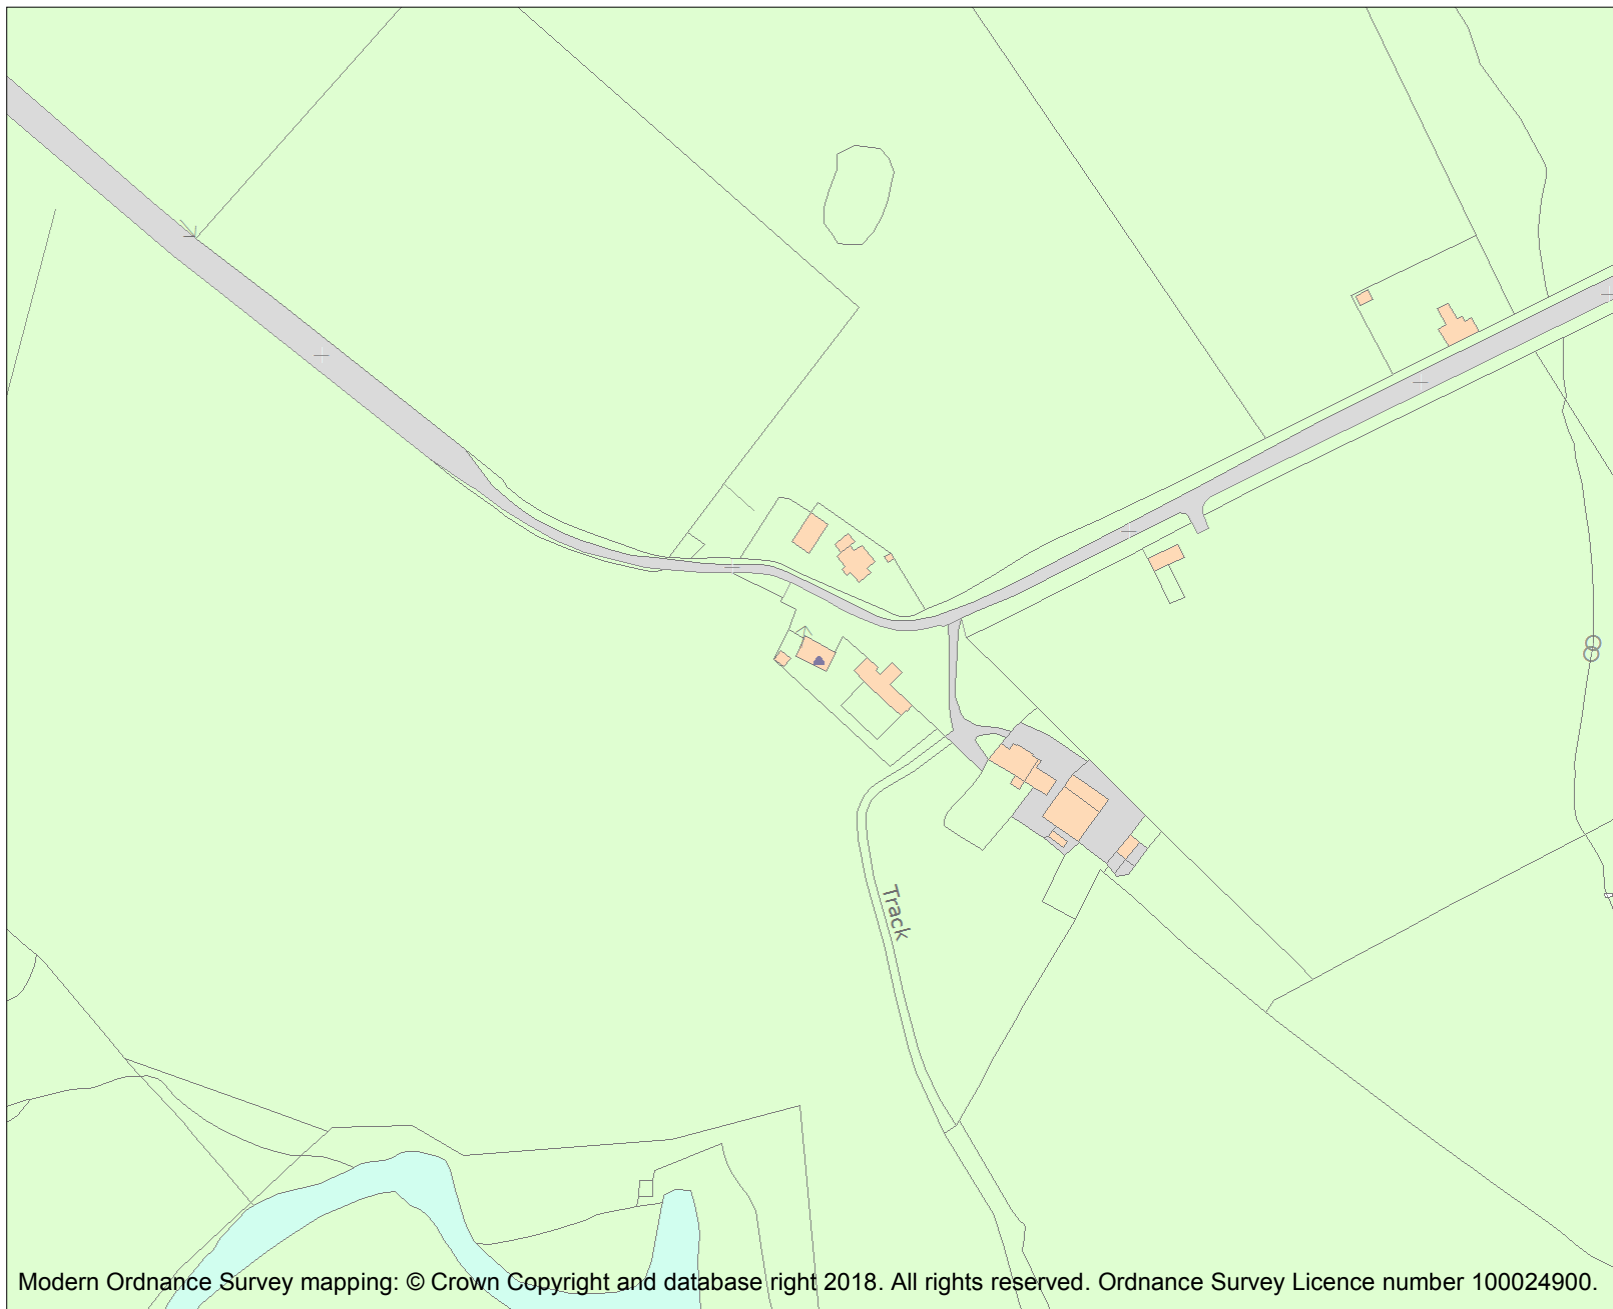 Track
Modern Ordnance Survey mapping: © Crown Copyright and database right 2018. All rights reserved. Ordnance Survey Licence number 100024900.